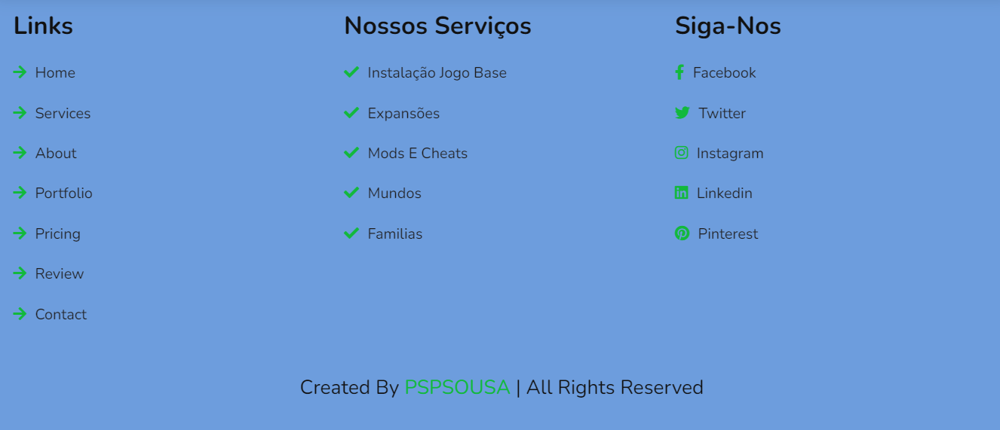 Links
Home
Services
About
Portfolio
Pricing
Review
Contact
Nossos Serviços
Instalação Jogo Base
Expansões
Mods E Cheats
Mundos
Familias
Siga-Nos
Facebook
Twitter
Instagram
Linkedin
Pinterest
Created By PSPSOUSA | All Rights Reserved